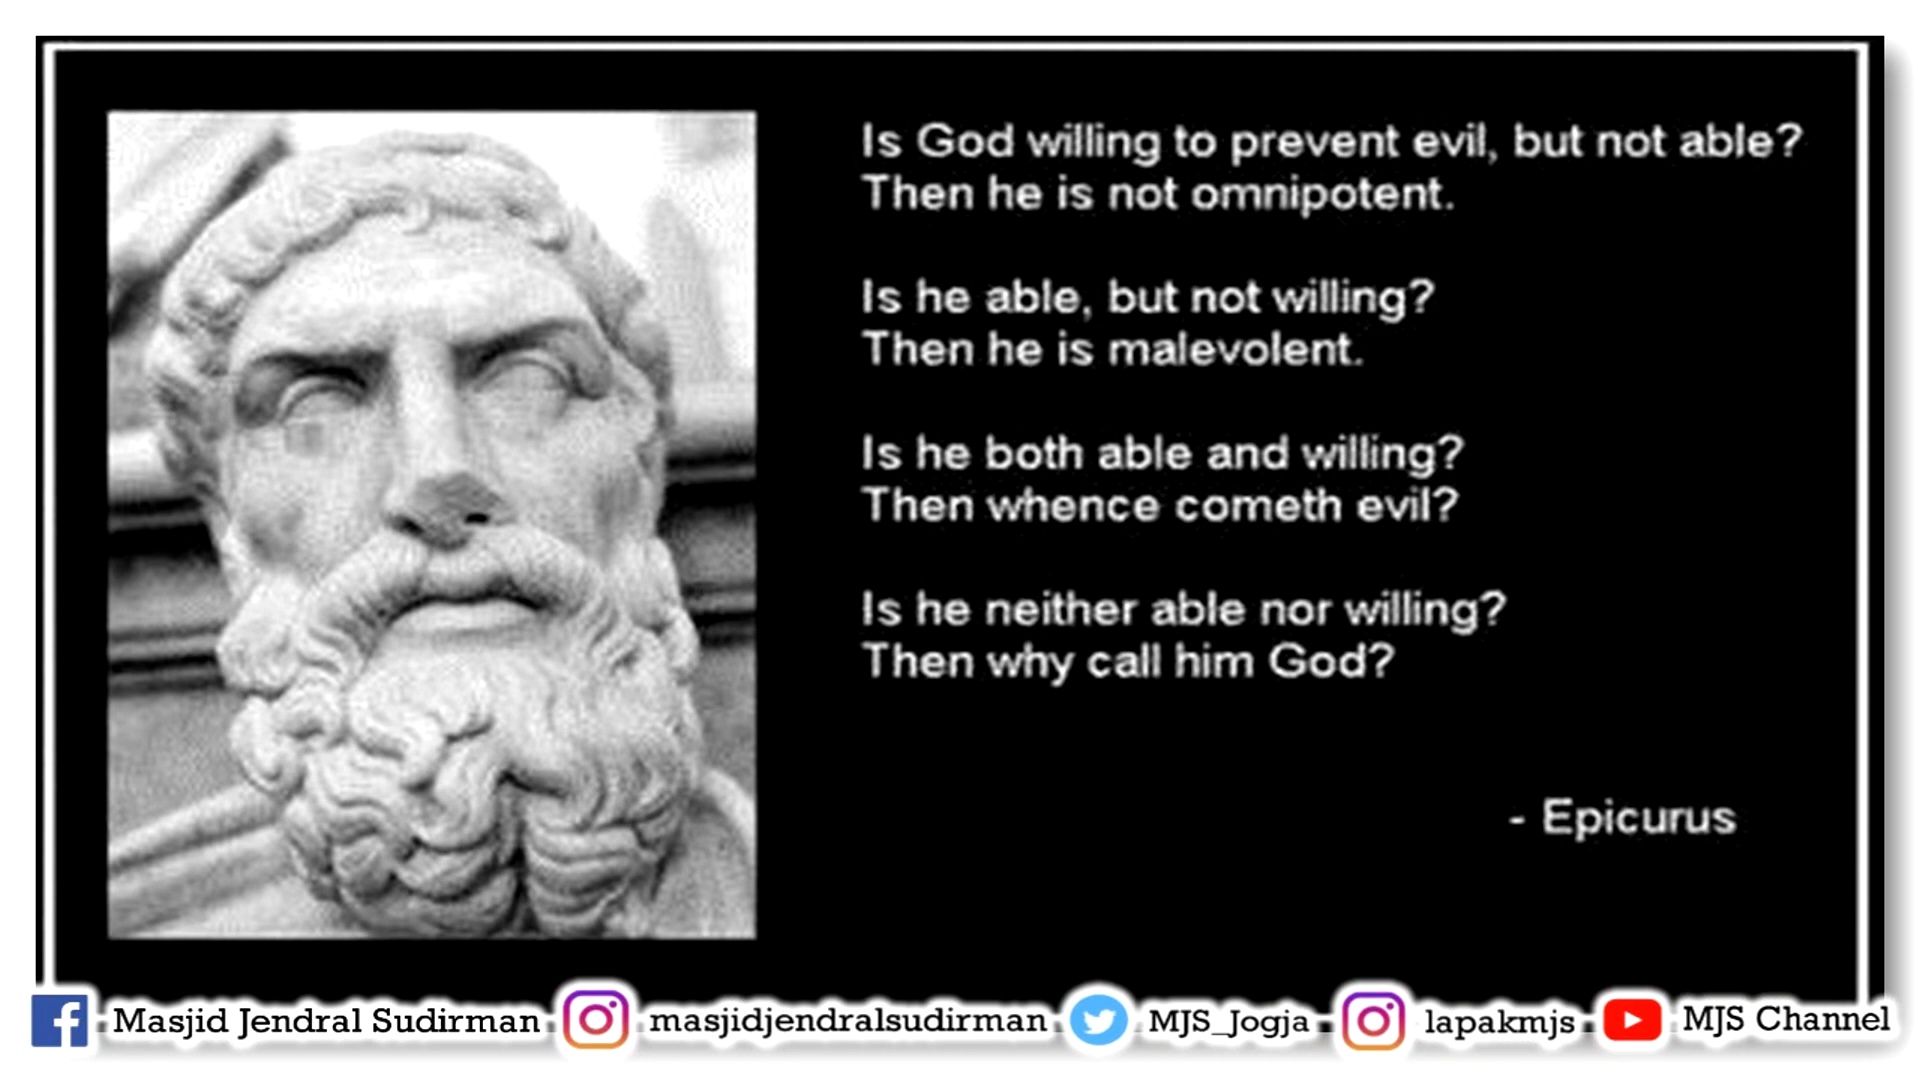 Is God willing to prevent evil, but not able?
Then he is not omnipotent.
Is he able, but not willing?
Then he is malevolent.
Is he both able and willing?
Then whence cometh evil?
Is he neither able nor willing?
Then why call him God?
- Epicurus
Masjid Jendral Sudirman masjidjendralsudirman MJS_Jogja lapakmjs MJS Channel